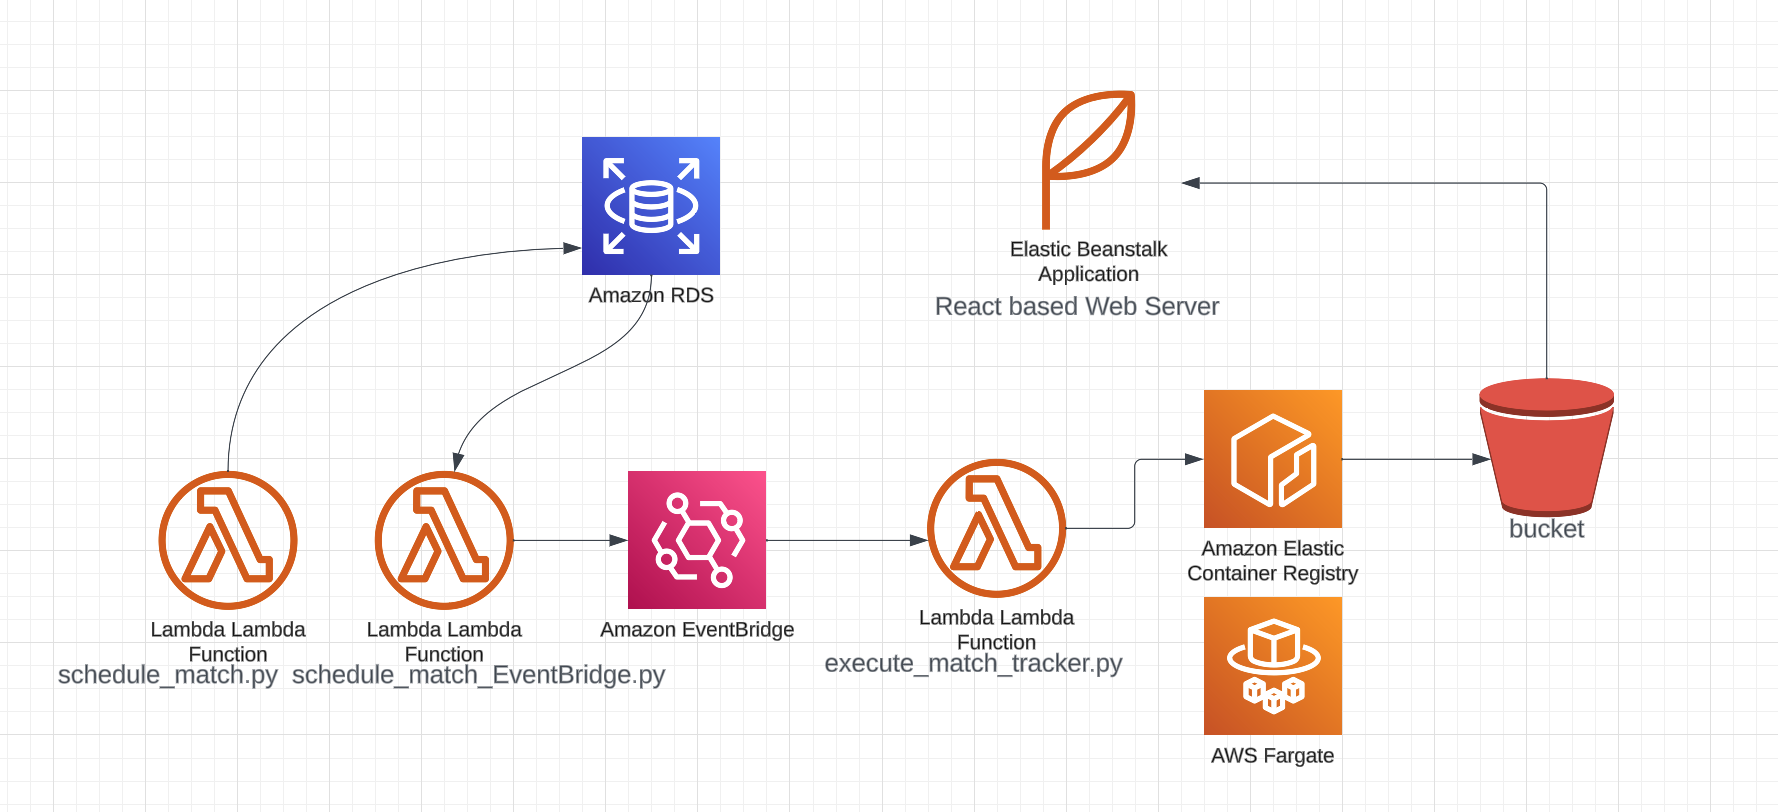 Amazon RDS
Elastic Beanstalk
Application
React based Web Server
Lambda Lambda
Function
schedule_match.py
Lambda Lambda
Function
schedule_match_EventBridge.py
Amazon EventBridge
Lambda Lambda
Function
execute_match_tracker.py
Amazon Elastic
Container Registry
AWS Fargate
bucket